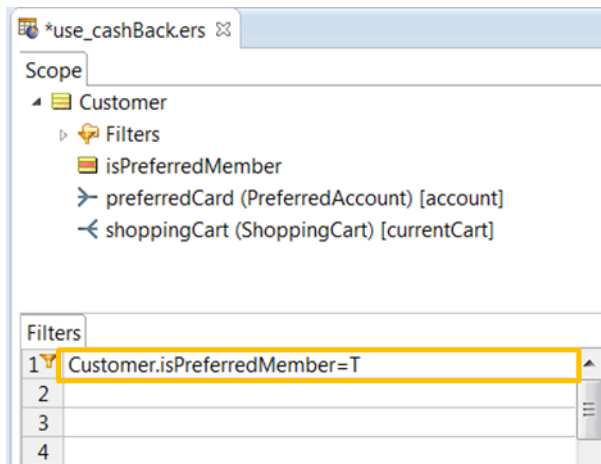 *use_cashBack.ers
Scope
Customer
Filters
isPreferredMember
preferredCard (PreferredAccount) [account]
shoppingCart (ShoppingCart) [currentCart]
Filters
1 Customer.isPreferredMember=T
2
3
4